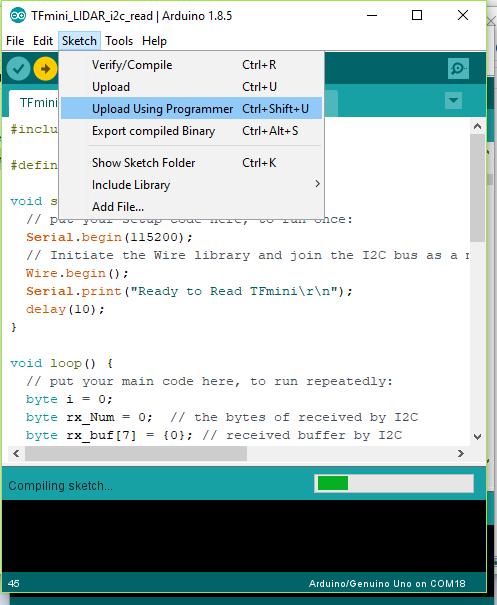 TFmini_LIDAR_i2c_read | Arduino 1.8.5
File Edit Sketch Tools Help
Verify/Compile Ctrl+R
Upload Ctrl+U
Upload Using Programmer Ctrl+Shift+U
Export compiled Binary Ctrl+Alt+S
Show Sketch Folder Ctrl+K
Include Library
Add File...
TFmin
#inclu
#defin
void s
// put your setup code here, to run once:
Serial.begin(115200);
// Initiate the Wire library and join the I2C bus as a m
Wire.begin();
Serial.print("Ready to Read TFmini\r\n");
delay(10);
}
void loop() {
// put your main code here, to run repeatedly:
byte i = 0;
byte rx_Num = 0;  // the bytes of received by I2C
byte rx_buf[7] = {0}; // received buffer by I2C
Compiling sketch...
45
Arduino/Genuino Uno on COM18